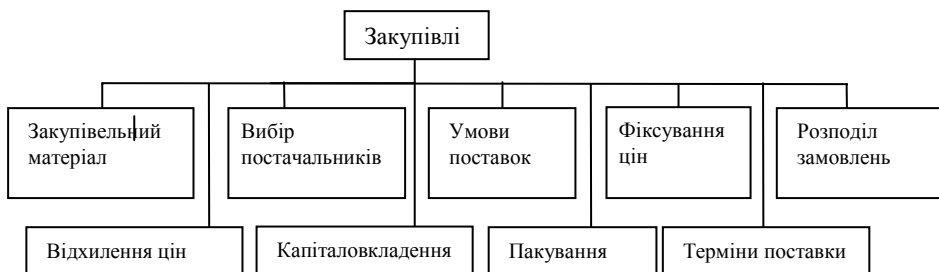 Закупівлі
Закупівельний
матеріал
Вибір
постачальників
Умови
поставок
Фіксування
цін
Розподіл
замовлень
Відхилення цін
Капіталовкладення
Пакування
Терміни поставки